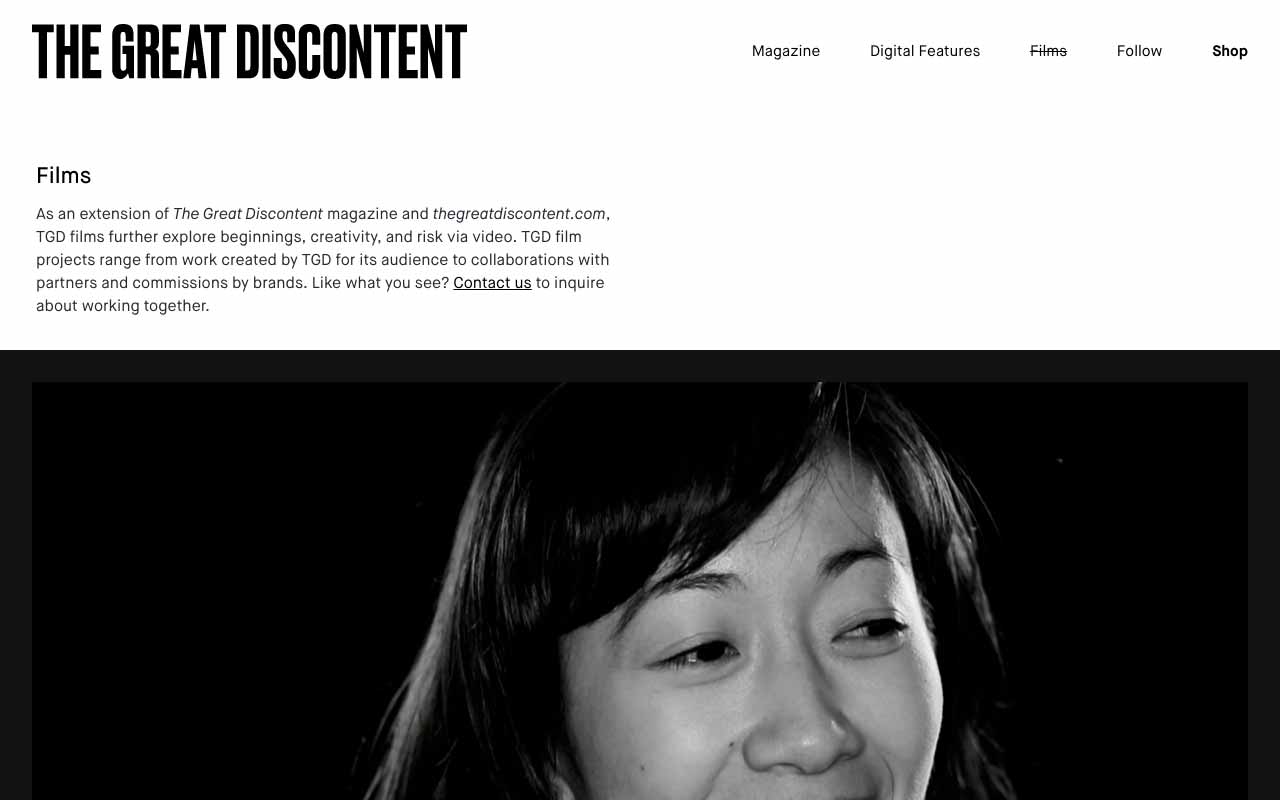 THE GREAT DISCONTENT
Magazine
Digital Features
Films
Follow
Shop
Films
As an extension of The Great Discontent magazine and thegreatdiscontent.com,
TGD films further explore beginnings, creativity, and risk via video. TGD film
projects range from work created by TGD for its audience to collaborations with
partners and commissions by brands. Like what you see? Contact us to inquire
about working together.